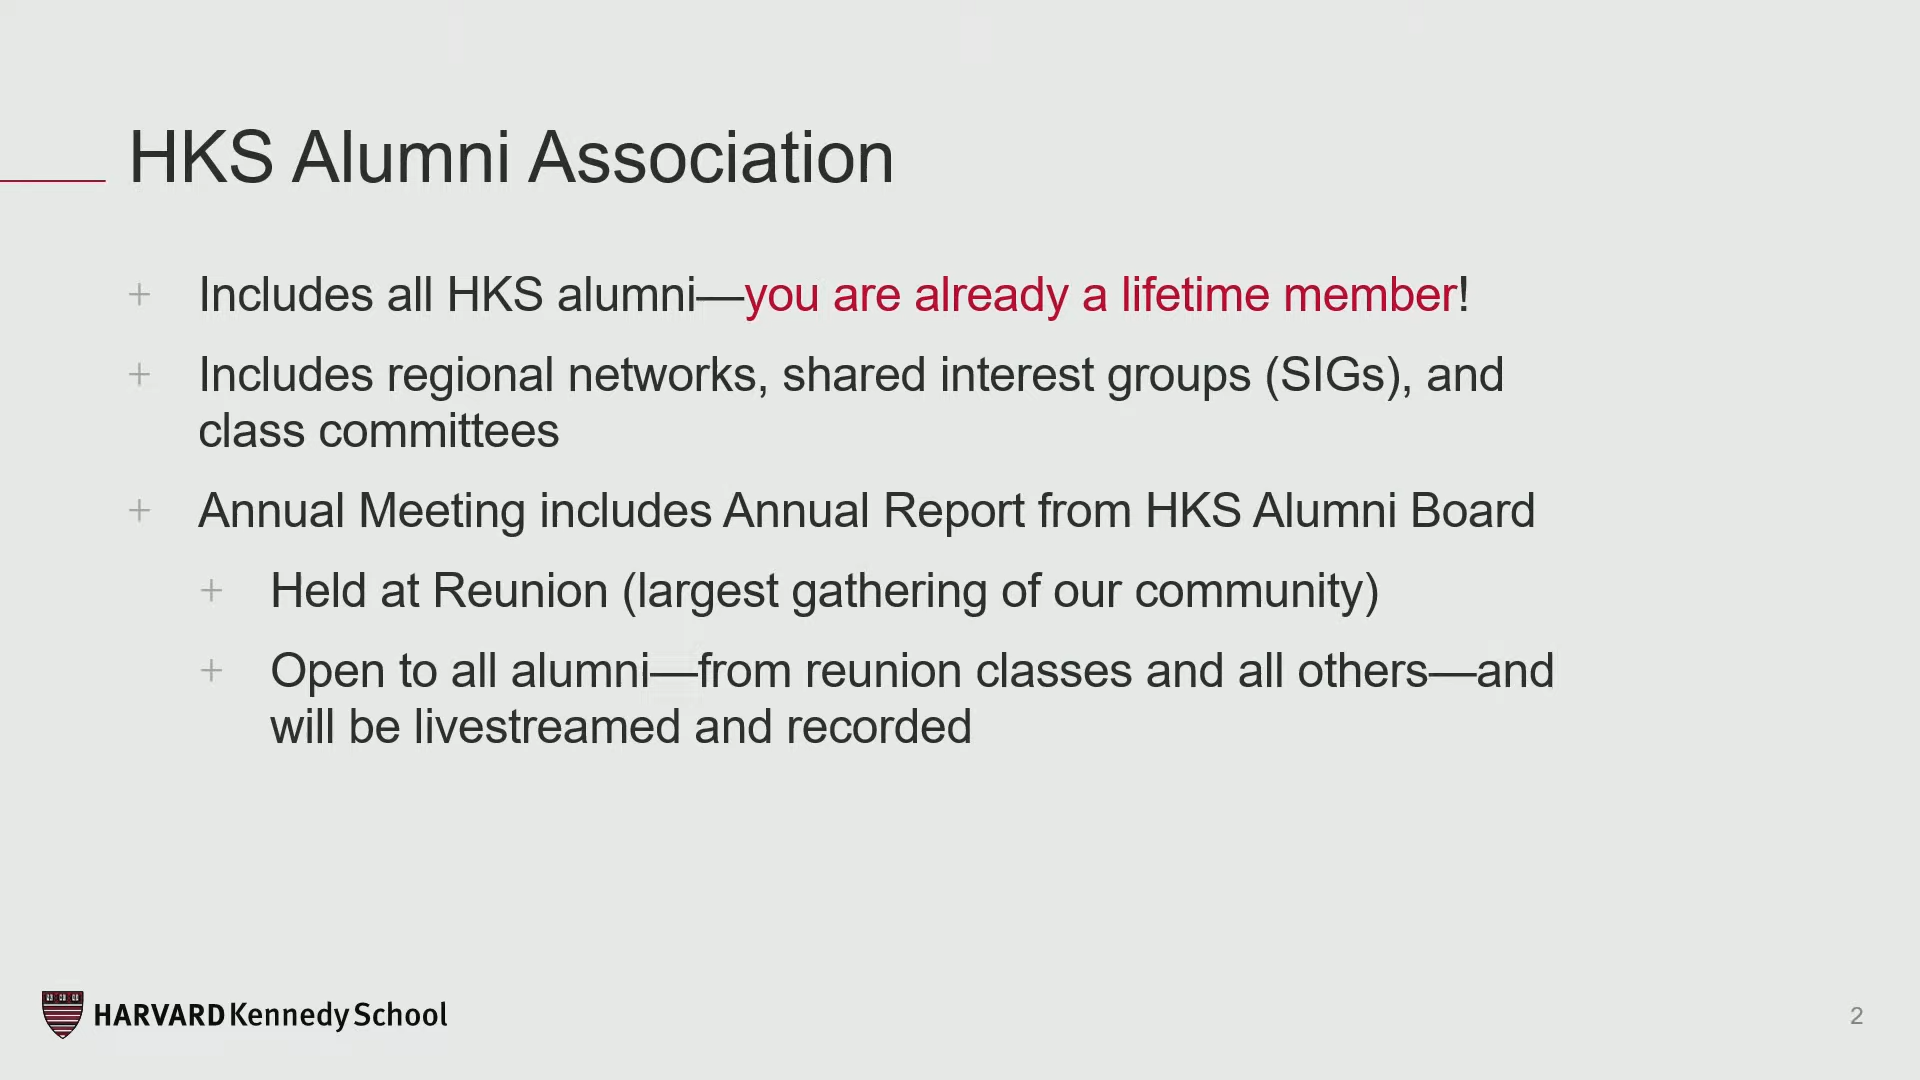 HKS Alumni Association
+ Includes all HKS alumni—you are already a lifetime member!
+ Includes regional networks, shared interest groups (SIGs), and
class committees
+ Annual Meeting includes Annual Report from HKS Alumni Board
+ Held at Reunion (largest gathering of our community)
+ Open to all alumni—from reunion classes and all others—and
will be livestreamed and recorded
HARVARD Kennedy School
2